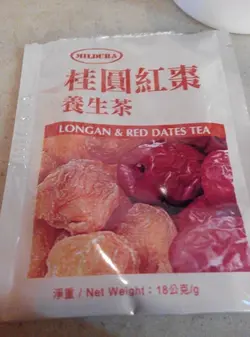 MILDURA
桂圓紅棗
養生茶
LONGAN & RED DATES TEA
淨重 / Net Weight：18公克/g